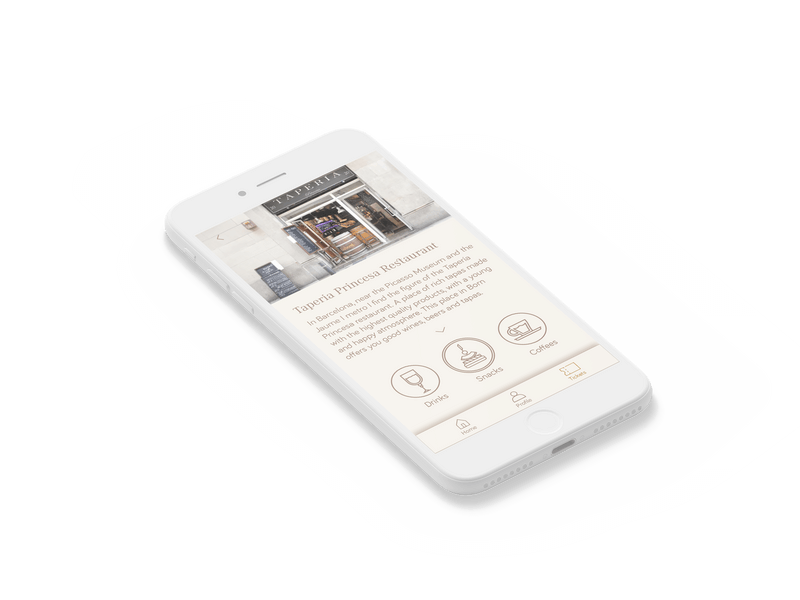 TAPERIA
Taperia Princesa Restaurant
In Barcelona, near the Picasso Museum and the
Jaume I metro I find the figure of the Taperia
Princesa restaurant. A place of rich tapas made
with the highest quality products, with a young
and happy atmosphere. This place in Born
offers you good wines, beers and tapas.
Drinks
Snacks
Coffees
Home
Profile
Tickets